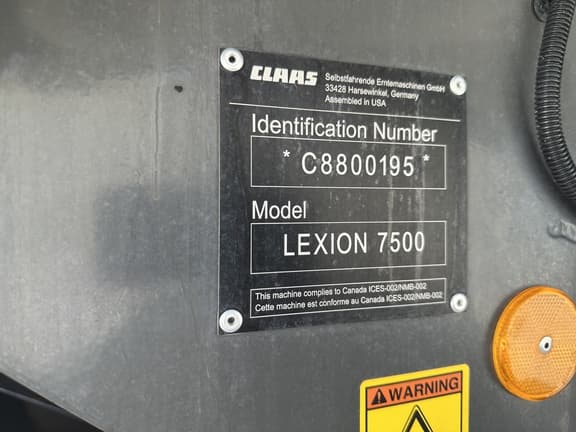 CLAAS
Selbstfahrende Erntemaschinen GmbH
33428 Harsewinkel, Germany
Assembled in USA
Identification Number
* C8800195 *
Model
LEXION 7500
This machine complies to Canada ICES-002/NMB-002
Cette machine est conforme au Canada ICES-002/NMB-002
WARNING